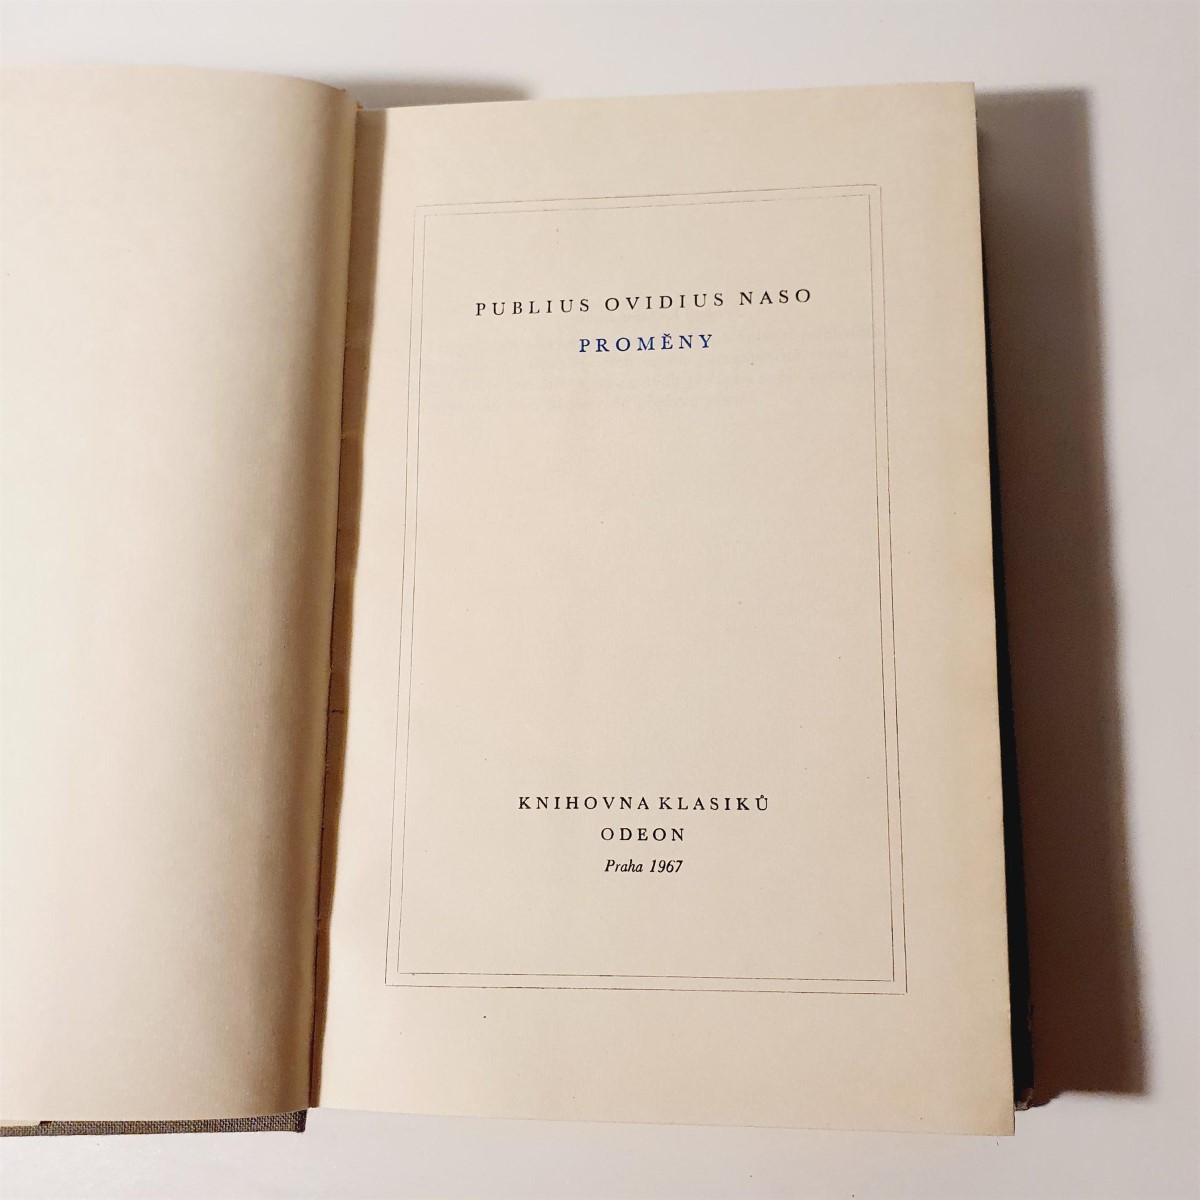 PUBLIUS OVIDIUS NASO
PROMĚNY
KNIHOVNA KLASIKŮ
ODEON
Praha 1967